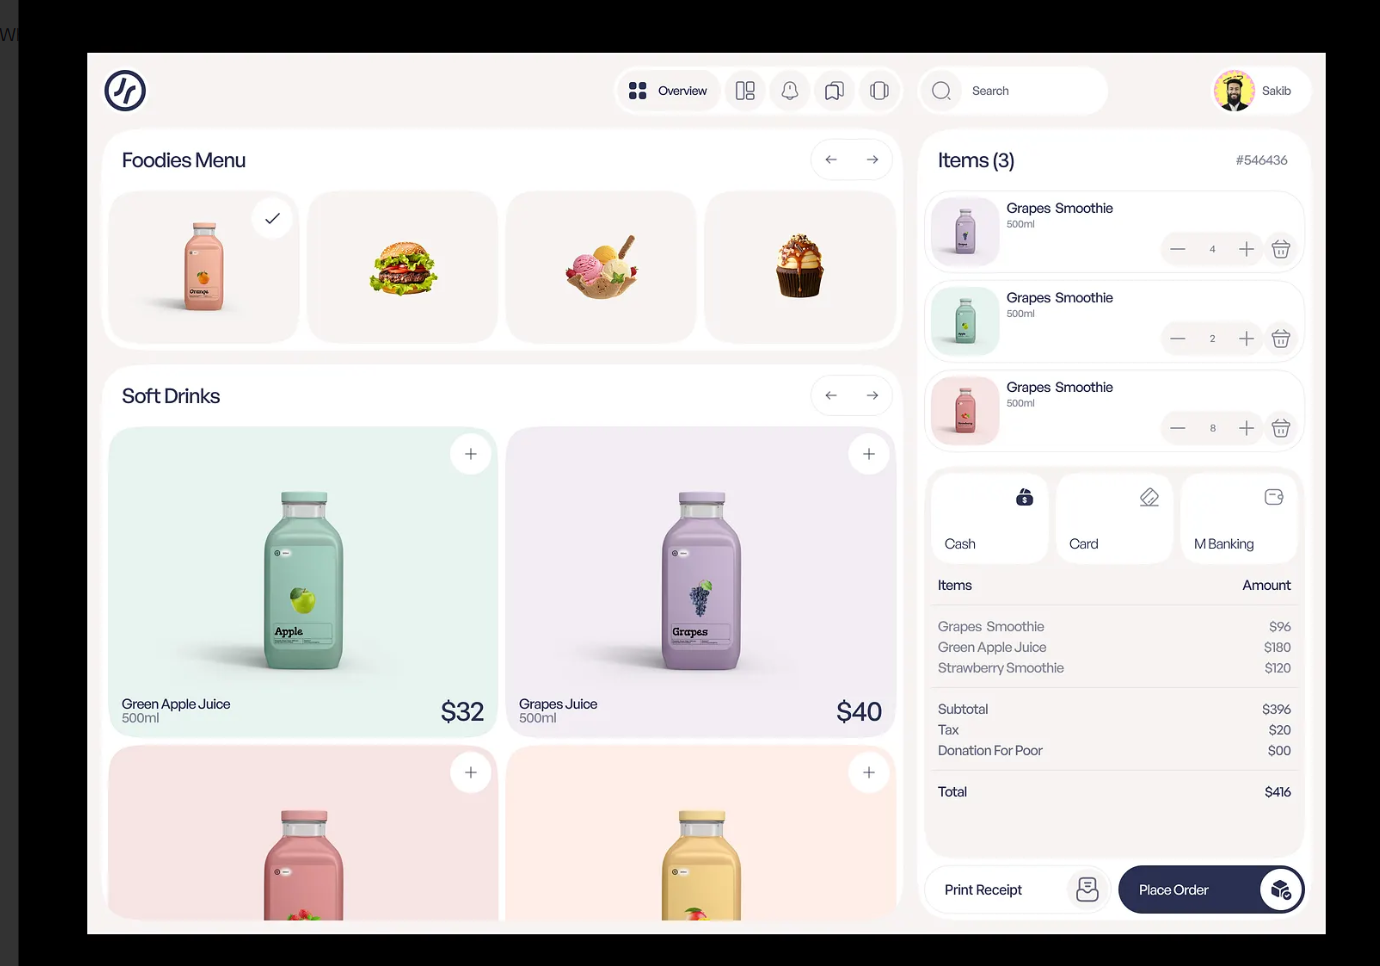 Overview
Search
Sakib
Foodies Menu
Orange
Soft Drinks
Apple
Green Apple Juice
500ml
$32
Grapes
Grapes Juice
500ml
$40
Items (3)
#546436
Grapes Smoothie
500ml
4
Grapes Smoothie
500ml
2
Grapes Smoothie
500ml
8
Cash
Card
M Banking
Items Amount
Grapes Smoothie $96
Green Apple Juice $180
Strawberry Smoothie $120
Subtotal $396
Tax $20
Donation For Poor $00
Total $416
Print Receipt
Place Order